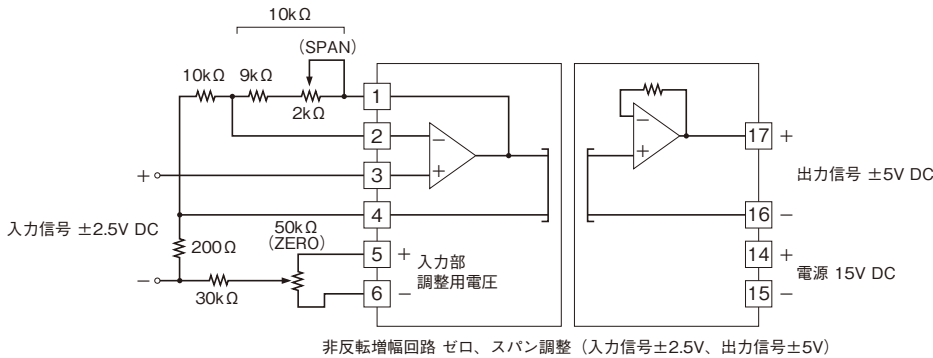 10kΩ
(SPAN)
10kΩ
9kΩ
2kΩ
1
2
3
4
5
6
−
+
+
入力信号 ±2.5V DC
−
200Ω
30kΩ
50kΩ
(ZERO)
+
−
入力部
調整用電圧
−
+
17
+
出力信号 ±5V DC
16
−
14
+
電源 15V DC
15
−
非反転増幅回路 ゼロ、スパン調整（入力信号±2.5V、出力信号±5V）